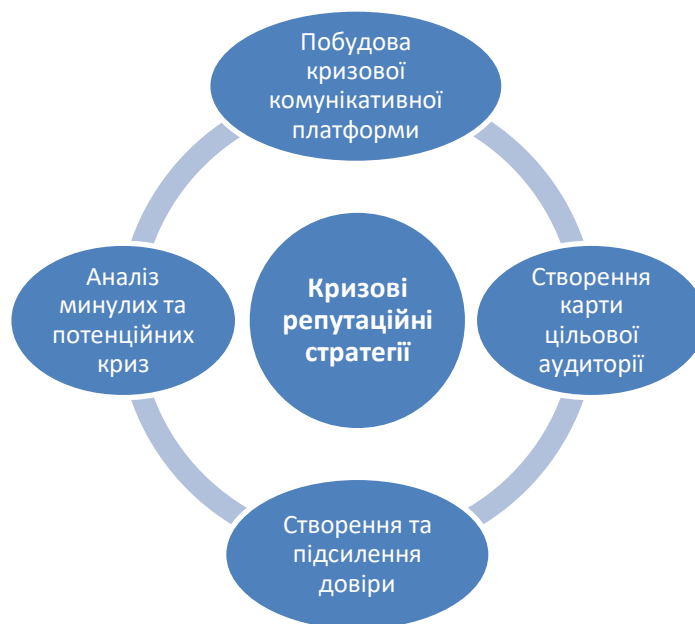 Побудова
кризової
комунікативної
платформи
Аналіз
минулих та
потенційних
криз
Кризові
репутаційні
стратегії
Створення
карти
цільової
аудиторії
Створення та
підсилення
довіри